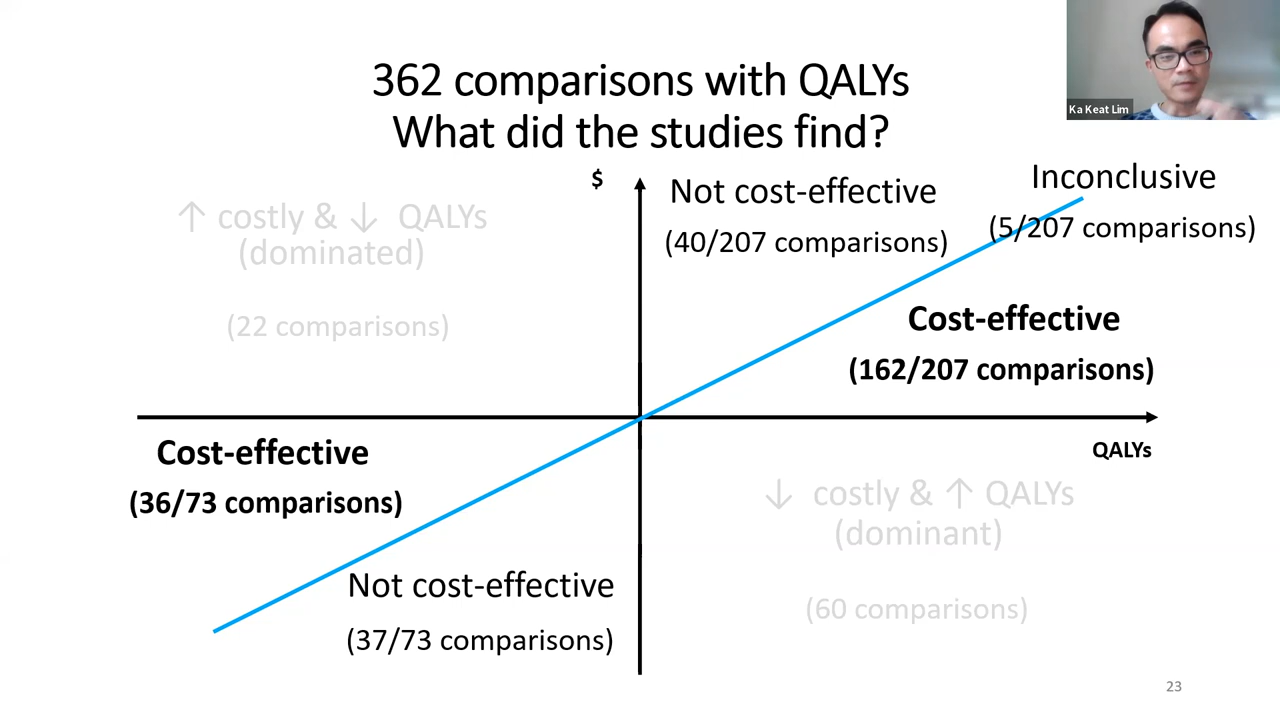 362 comparisons with QALYs
What did the studies find?
Ka Keat Lim
$
↑ costly & ↓ QALYs
(dominated)
(22 comparisons)
Not cost-effective
(40/207 comparisons)
Inconclusive
(5/207 comparisons)
Cost-effective
(162/207 comparisons)
QALYs
Cost-effective
(36/73 comparisons)
Not cost-effective
(37/73 comparisons)
↓ costly & ↑ QALYs
(dominant)
(60 comparisons)
23